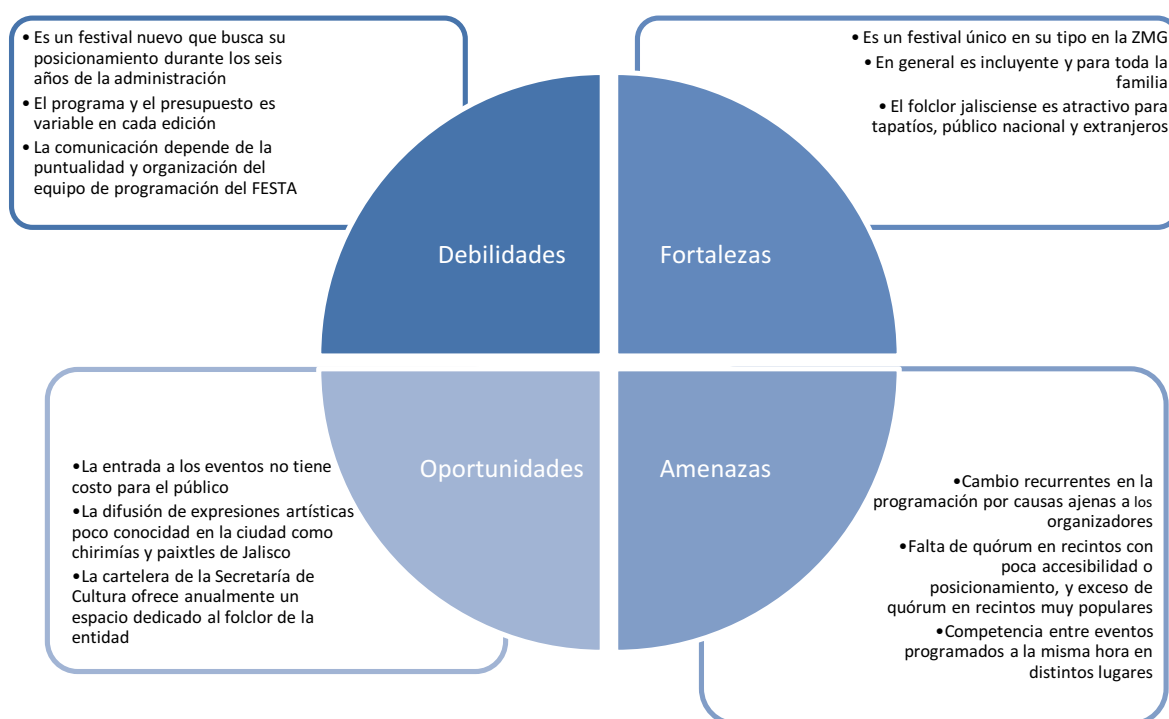 • Es un festival nuevo que busca su
posicionamiento durante los seis
años de la administración
• El programa y el presupuesto es
variable en cada edición
• La comunicación depende de la
puntualidad y organización del
equipo de programación del FESTA
• Es un festival único en su tipo en la ZMG
• En general es incluyente y para toda la
familia
• El folclor jalisciense es atractivo para
tapatíos, público nacional y extranjeros
Debilidades
Fortalezas
Oportunidades
Amenazas
•La entrada a los eventos no tiene
costo para el público
•La difusión de expresiones artísticas
poco conocidad en la ciudad como
chirimías y paixtles de Jalisco
•La cartelera de la Secretaría de
Cultura ofrece anualmente un
espacio dedicado al folclor de la
entidad
•Cambio recurrentes en la
programación por causas ajenas a los
organizadores
•Falta de quórum en recintos con
poca accesibilidad o
posicionamiento, y exceso de
quórum en recintos muy populares
•Competencia entre eventos
programados a la misma hora en
distintos lugares